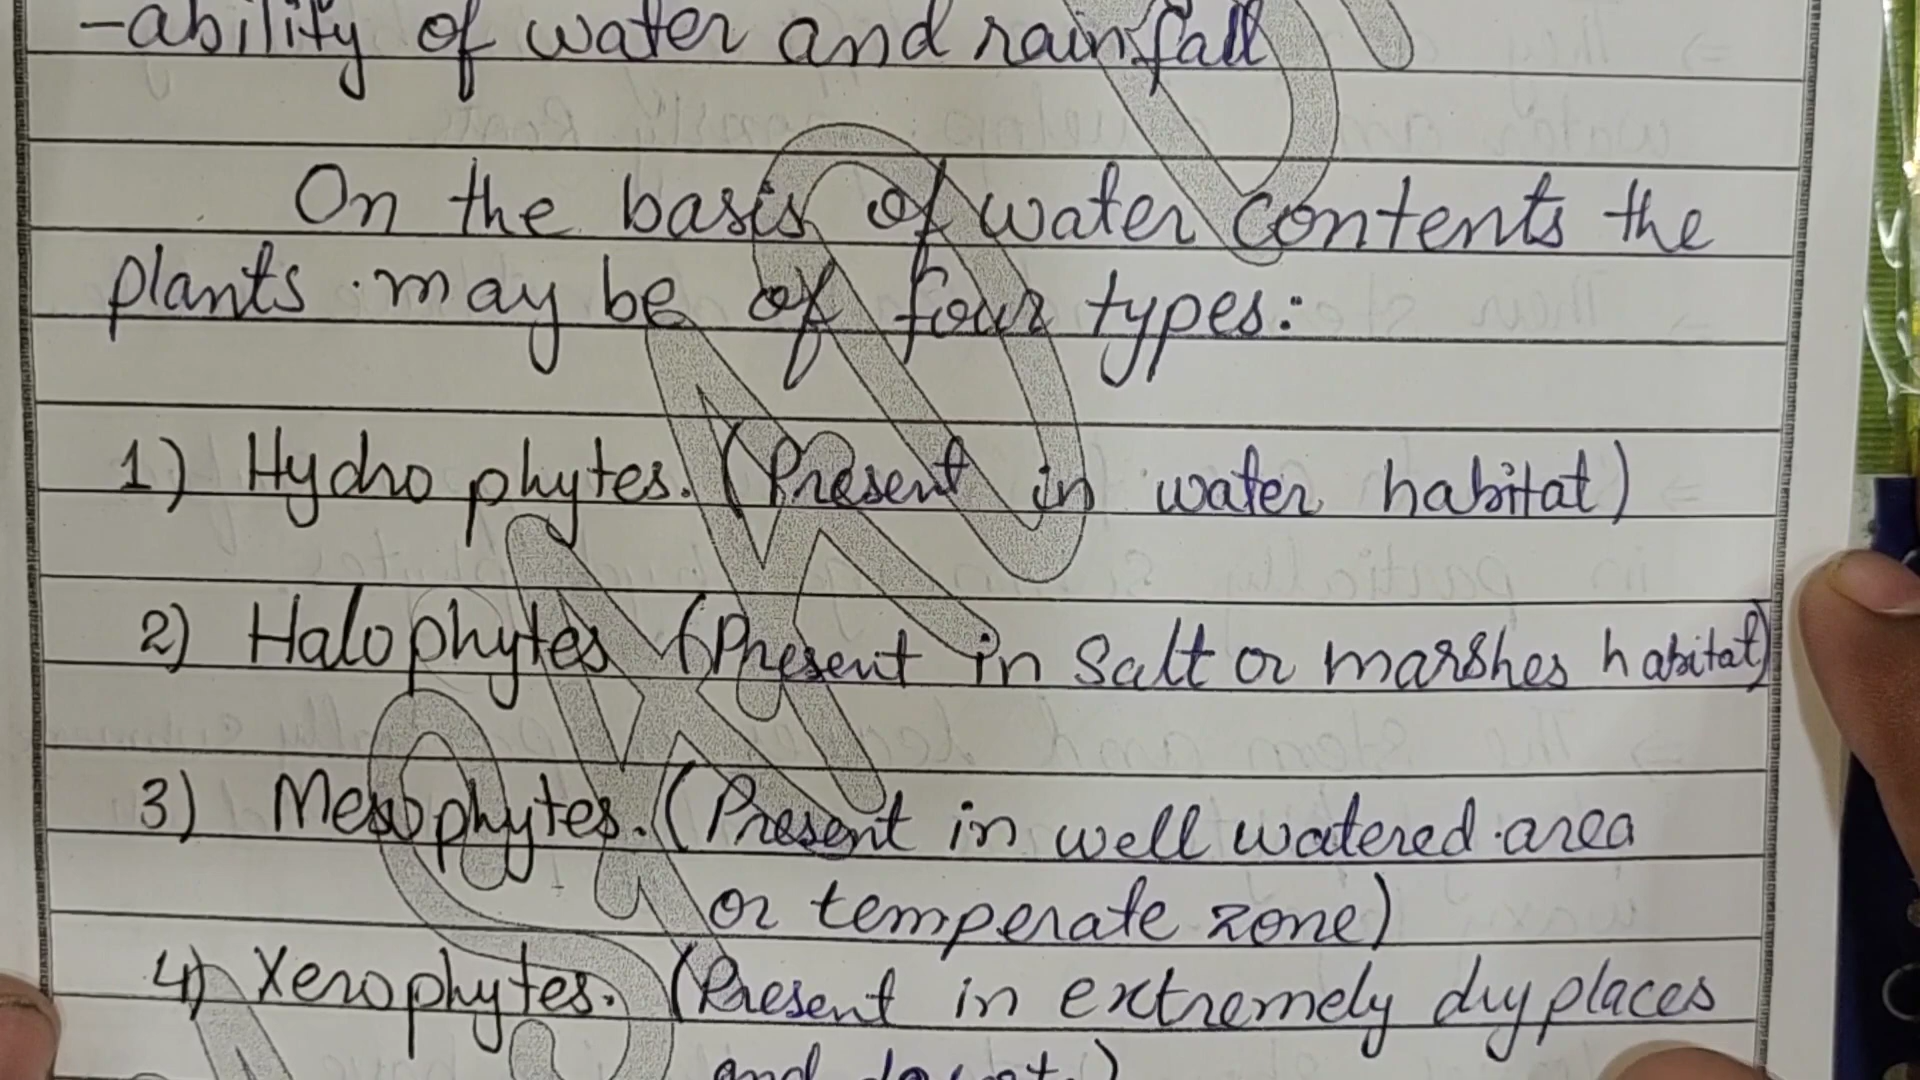 -ability of water and rainfall
On the basis of water contents the
plants may be of four types:
1) Hydrophytes. (Present in water habitat)
2) Halophytes (Present in Salt or marshes habitat)
3) Mesophytes. (Present in well watered area
or temperate zone)
4) Xerophytes. (Present in extremely dry places
and